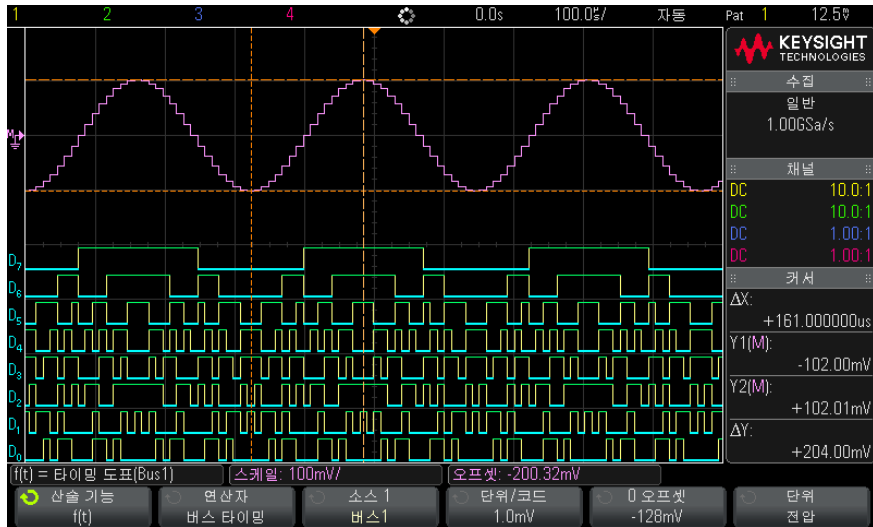 1 2 3 4 0.0s 100.0㎲/ 자동 Pat 1 12.5V
KEYSIGHT
TECHNOLOGIES
수집
일반
1.00GSa/s
채널
DC 10.0:1
DC 10.0:1
DC 1.00:1
DC 1.00:1
커서
ΔX:
+161.000000us
Y1(M):
-102.00mV
Y2(M):
+102.01mV
ΔY:
+204.00mV
M
D7
D6
D5
D4
D3
D2
D1
D0
f(t) = 타이밍 도표(Bus1) 스케일: 100mV/ 오프셋: -200.32mV
산술 기능 연산자 소스 1 단위/코드 0 오프셋 단위
f(t) 버스 타이밍 버스1 1.0mV -128mV 전압